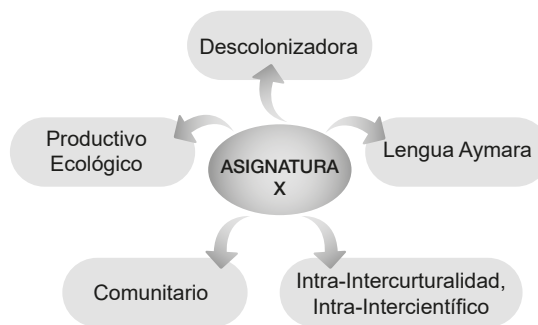 Descolonizadora
Productivo
Ecológico
ASIGNATURA
X
Lengua Aymara
Comunitario
Intra-Intercurturalidad,
Intra-Intercientífico